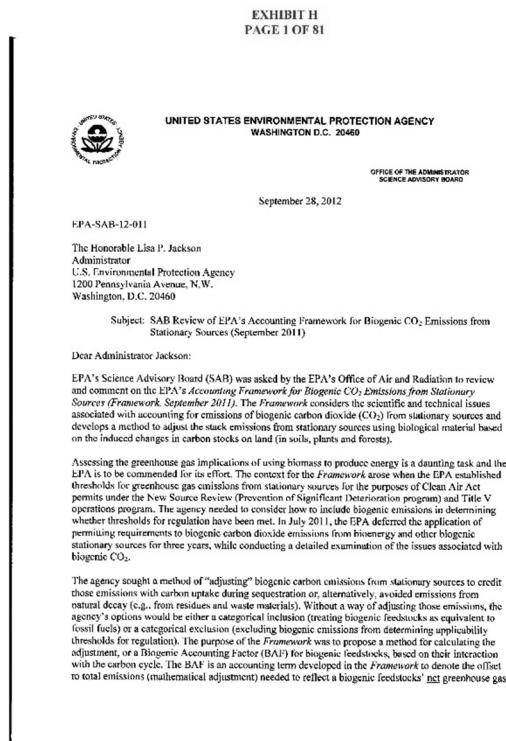 EXHIBIT H
PAGE 1 OF 81
UNITED STATES ENVIRONMENTAL PROTECTION AGENCY
WASHINGTON D.C. 20460
OFFICE OF THE ADMINISTRATOR
SCIENCE ADVISORY BOARD
September 28, 2012
EPA-SAB-12-011
The Honorable Lisa P. Jackson
Administrator
U.S. Environmental Protection Agency
1200 Pennsylvania Avenue, N.W.
Washington, D.C. 20460
Subject: SAB Review of EPA's Accounting Framework for Biogenic CO₂ Emissions from
Stationary Sources (September 2011)
Dear Administrator Jackson:
EPA's Science Advisory Board (SAB) was asked by the EPA's Office of Air and Radiation to review
and comment on the EPA's Accounting Framework for Biogenic CO₂ Emissions from Stationary
Sources (Framework, September 2011). The Framework considers the scientific and technical issues
associated with accounting for emissions of biogenic carbon dioxide (CO₂) from stationary sources and
develops a method to adjust the stack emissions from stationary sources using biological material based
on the induced changes in carbon stocks on land (in soils, plants and forests).
Assessing the greenhouse gas implications of using biomass to produce energy is a daunting task and the
EPA is to be commended for its effort. The context for the Framework arose when the EPA established
thresholds for greenhouse gas emissions from stationary sources for the purposes of Clean Air Act
permits under the New Source Review (Prevention of Significant Deterioration program) and Title V
operations program. The agency needed to consider how to include biogenic emissions in determining
whether thresholds for regulation have been met. In July 2011, the EPA deferred the application of
permitting requirements to biogenic carbon dioxide emissions from bioenergy and other biogenic
stationary sources for three years, while conducting a detailed examination of the issues associated with
biogenic CO₂.
The agency sought a method of "adjusting" biogenic carbon emissions from stationary sources to credit
those emissions with carbon uptake during sequestration or, alternatively, avoided emissions from
natural decay (e.g., from residues and waste materials). Without a way of adjusting those emissions, the
agency's options would be either a categorical inclusion (treating biogenic feedstocks as equivalent to
fossil fuels) or a categorical exclusion (excluding biogenic emissions from determining applicability
thresholds for regulation). The purpose of the Framework was to propose a method for calculating the
adjustment, or a Biogenic Accounting Factor (BAF) for biogenic feedstocks, based on their interaction
with the carbon cycle. The BAF is an accounting term developed in the Framework to denote the offset
to total emissions (mathematical adjustment) needed to reflect a biogenic feedstocks' net greenhouse gas